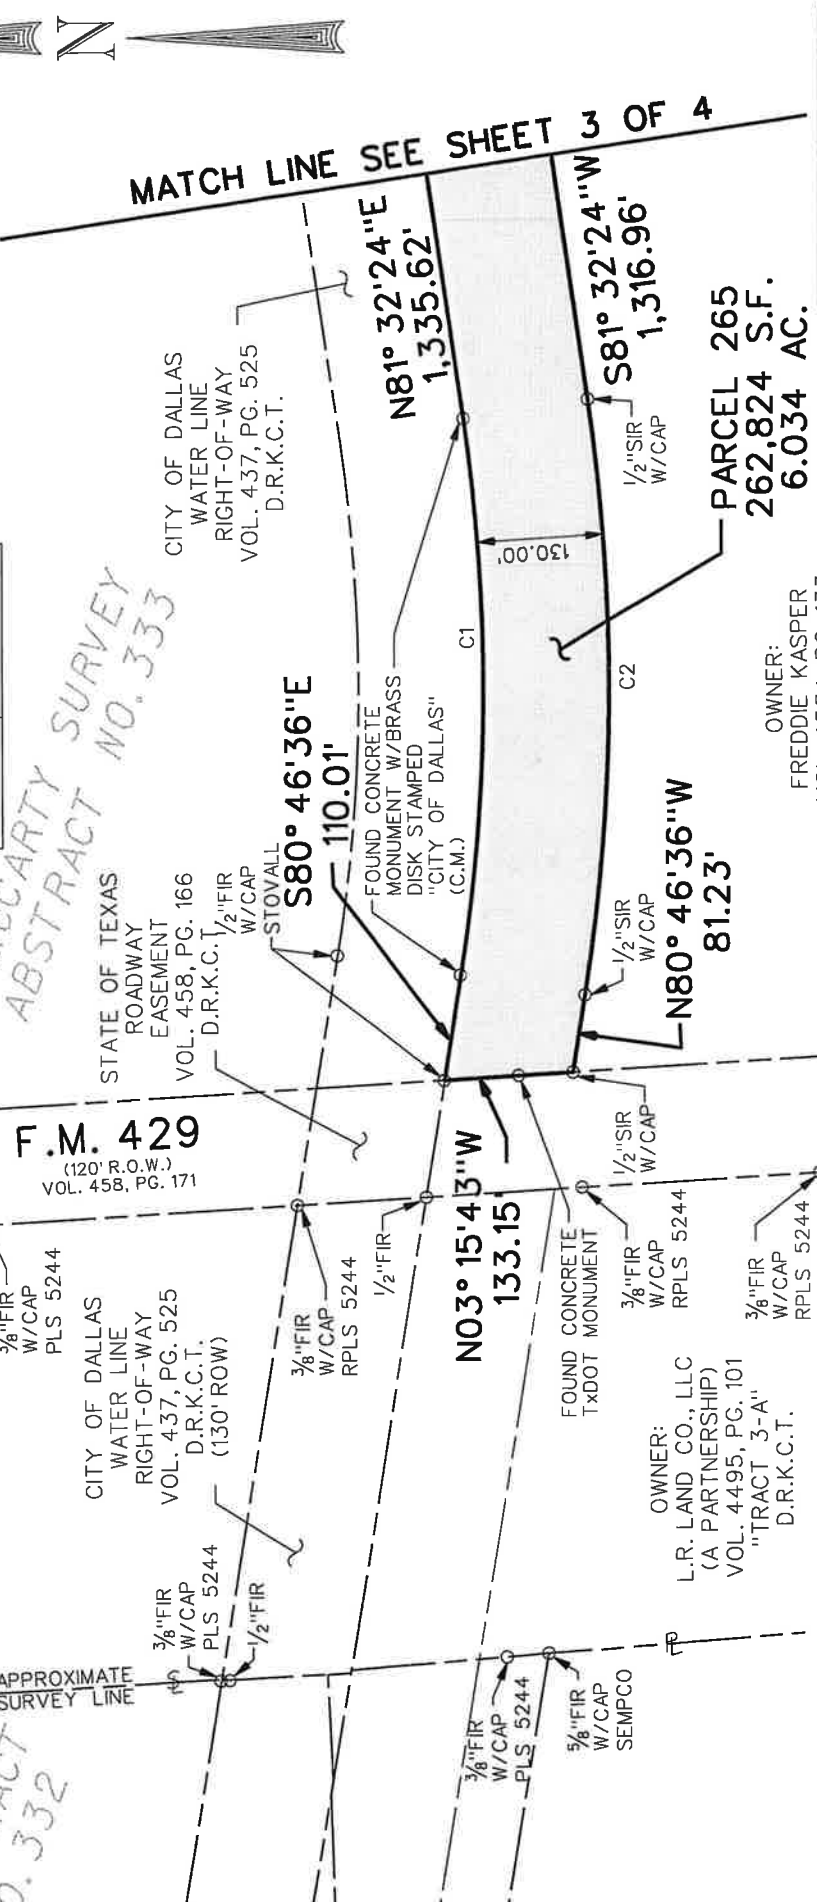 N
MATCH LINE SEE SHEET 3 OF 4
CITY OF DALLAS
WATER LINE
RIGHT-OF-WAY
VOL. 437, PG. 525
D.R.K.C.T.
N81° 32'24"E
1,335.62'
S81° 32'24"W
1,316.96'
1/2"SIR
W/CAP
PARCEL 265
262,824 S.F.
6.034 AC.
130.00'
C1
C2
OWNER:
FREDDIE KASPER
SURVEY
ABSTRACT NO. 333
STATE OF TEXAS
ROADWAY
EASEMENT
VOL. 458, PG. 166
D.R.K.C.T.
1/2"FIR
W/CAP
STOVALL
S80° 46'36"E
110.01'
FOUND CONCRETE
MONUMENT W/BRASS
DISK STAMPED
"CITY OF DALLAS"
(C.M.)
1/2"SIR
W/CAP
N80° 46'36"W
81.23'
F.M. 429
(120' R.O.W.)
VOL. 458, PG. 171
N03° 15'43"W
133.15'
1/2"SIR
W/CAP
FOUND CONCRETE
TxDOT MONUMENT
3/8"FIR
W/CAP
RPLS 5244
3/8"FIR
W/CAP
RPLS 5244
3/8"FIR
W/CAP
PLS 5244
CITY OF DALLAS
WATER LINE
RIGHT-OF-WAY
VOL. 437, PG. 525
D.R.K.C.T.
(130' ROW)
3/8"FIR
W/CAP
RPLS 5244
1/2"FIR
OWNER:
L.R. LAND CO., LLC
(A PARTNERSHIP)
VOL. 4495, PG. 101
"TRACT 3-A"
D.R.K.C.T.
3/8"FIR
W/CAP
PLS 5244
1/2"FIR
APPROXIMATE
SURVEY LINE
3/8"FIR
W/CAP
PLS 5244
5/8"FIR
W/CAP
SEMPCO
332